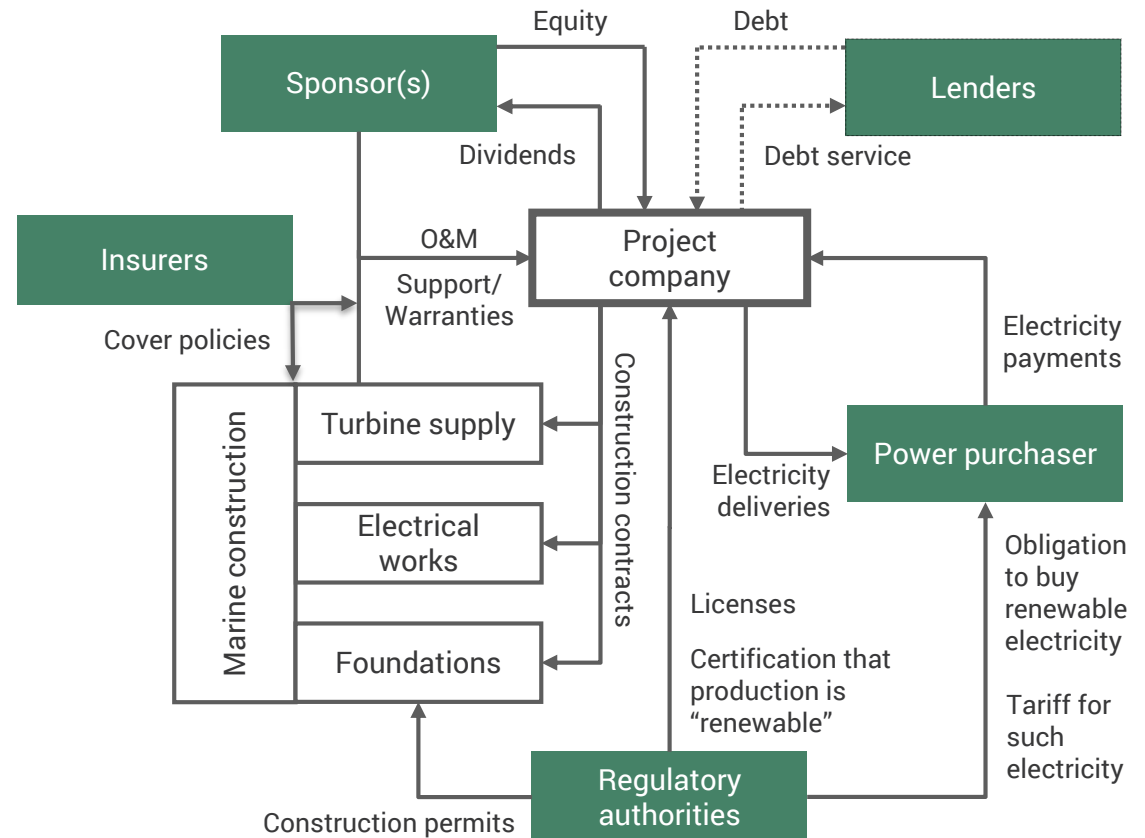 Equity
Debt
Sponsor(s)
Lenders
Dividends
Debt service
Insurers
O&M
Project
company
Support/
Warranties
Cover policies
Electricity
payments
Marine construction
Turbine supply
Construction contracts
Power purchaser
Electricity
deliveries
Electrical
works
Obligation
to buy
renewable
electricity
Licenses
Foundations
Certification that
production is
“renewable”
Tariff for
such
electricity
Regulatory
authorities
Construction permits